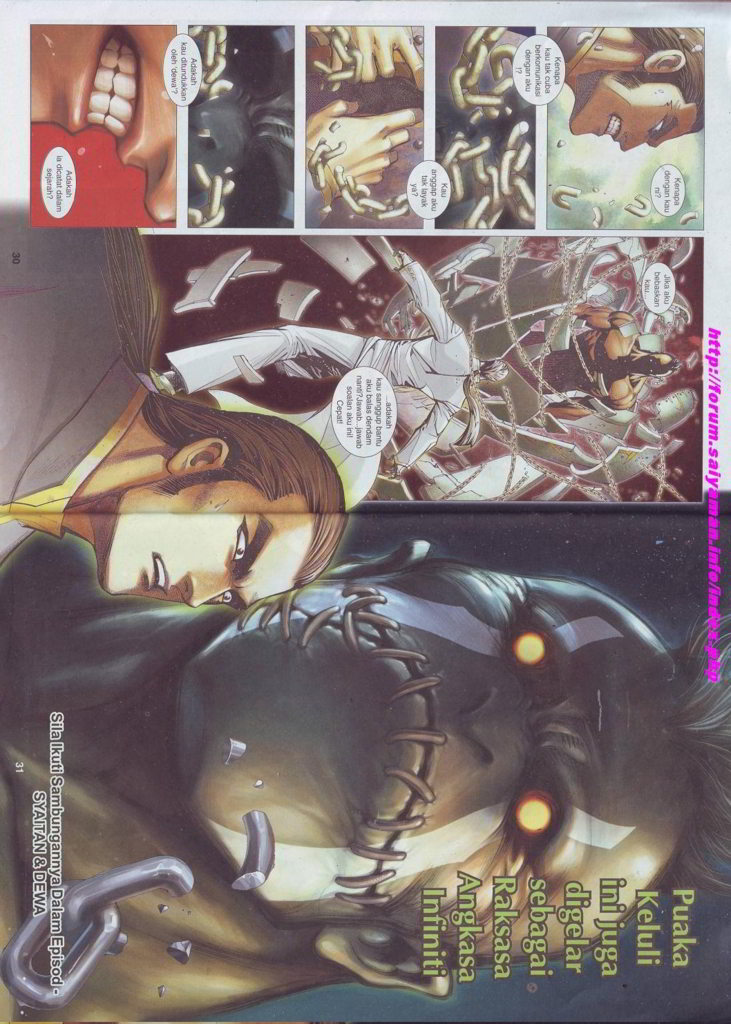 http://forum.saiyaman.info/index.php
Kenapa
dengan kau
ni?
Kenapa
kau tak cuba
berkomunikasi
dengan aku
!?
Kau
anggap aku
tak layak
ya?
Adakah
kau ditundukkan
oleh 'dewa'?
Adakah
ia dicatat dalam
sejarah?
Jika aku
bebaskan
kau...
...adakah
kau sanggup bantu
aku balas dendam
nanti?Jawab...jawab
soalan aku ini!
Cepat!
30
Puaka
Keluli
ini juga
digelar
sebagai
Raksasa
Angkasa
Infiniti
Sila Ikuti Sambungannya Dalam Episod -
SYAITAN & DEWA
31